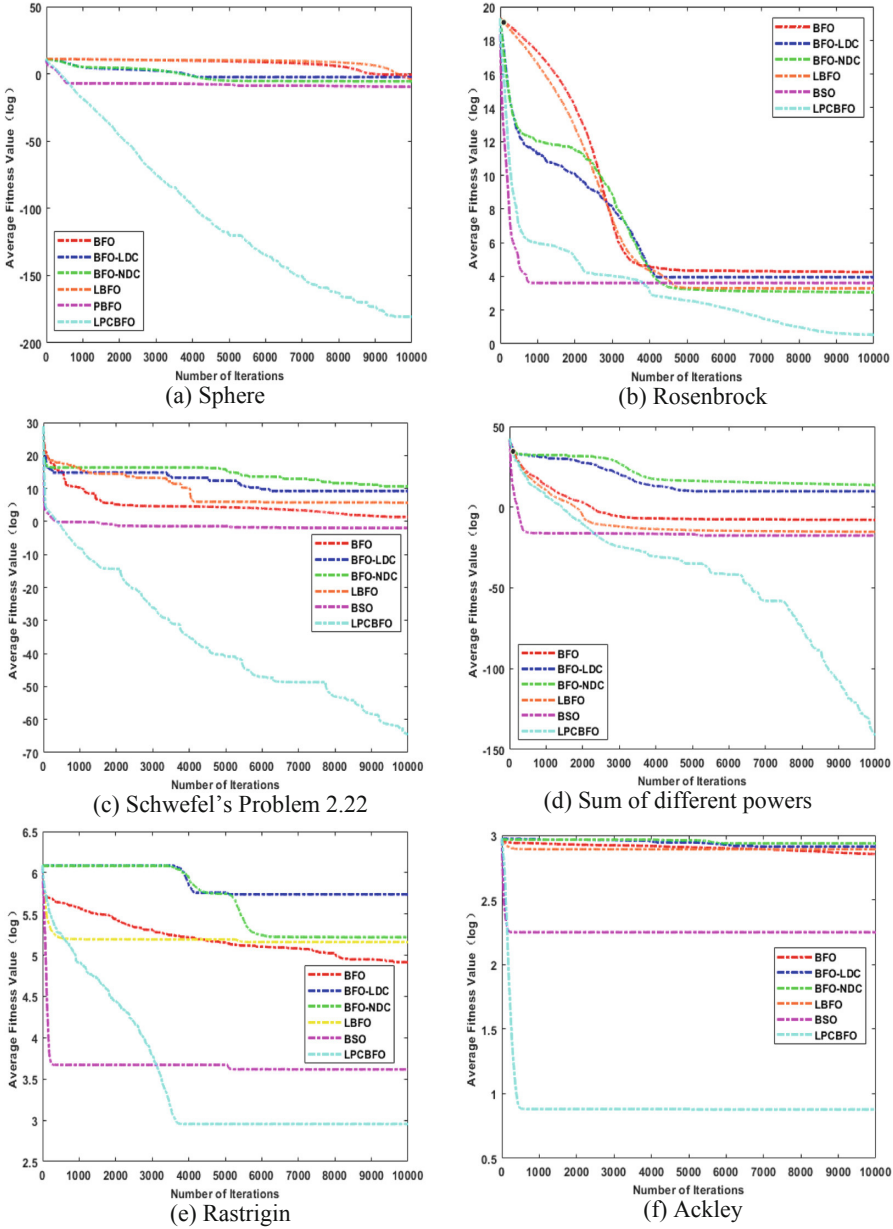 50
0
-50
-100
-150
-200
0 1000 2000 3000 4000 5000 6000 7000 8000 9000 10000
Average Fitness Value（log）
Number of Iterations
BFO
BFO-LDC
BFO-NDC
LBFO
PBFO
LPCBFO
(a) Sphere
20
18
16
14
12
10
8
6
4
2
0
0 1000 2000 3000 4000 5000 6000 7000 8000 9000 10000
Average Fitness Value（log）
Number of Iterations
BFO
BFO-LDC
BFO-NDC
LBFO
BSO
LPCBFO
(b) Rosenbrock
30
20
10
0
-10
-20
-30
-40
-50
-60
-70
0 1000 2000 3000 4000 5000 6000 7000 8000 9000 10000
Average Fitness Value（log）
Number of Iterations
BFO
BFO-LDC
BFO-NDC
LBFO
BSO
LPCBFO
(c) Schwefel's Problem 2.22
50
0
-50
-100
-150
0 1000 2000 3000 4000 5000 6000 7000 8000 9000 10000
Average Fitness Value（log）
Number of Iterations
BFO
BFO-LDC
BFO-NDC
LBFO
BSO
LPCBFO
(d) Sum of different powers
6.5
6
5.5
5
4.5
4
3.5
3
2.5
0 1000 2000 3000 4000 5000 6000 7000 8000 9000 10000
Average Fitness Value（log）
Number of Iterations
BFO
BFO-LDC
BFO-NDC
LBFO
BSO
LPCBFO
(e) Rastrigin
3
2.5
2
1.5
1
0.5
0 1000 2000 3000 4000 5000 6000 7000 8000 9000 10000
Average Fitness Value（log）
Number of Iterations
BFO
BFO-LDC
BFO-NDC
LBFO
BSO
LPCBFO
(f) Ackley